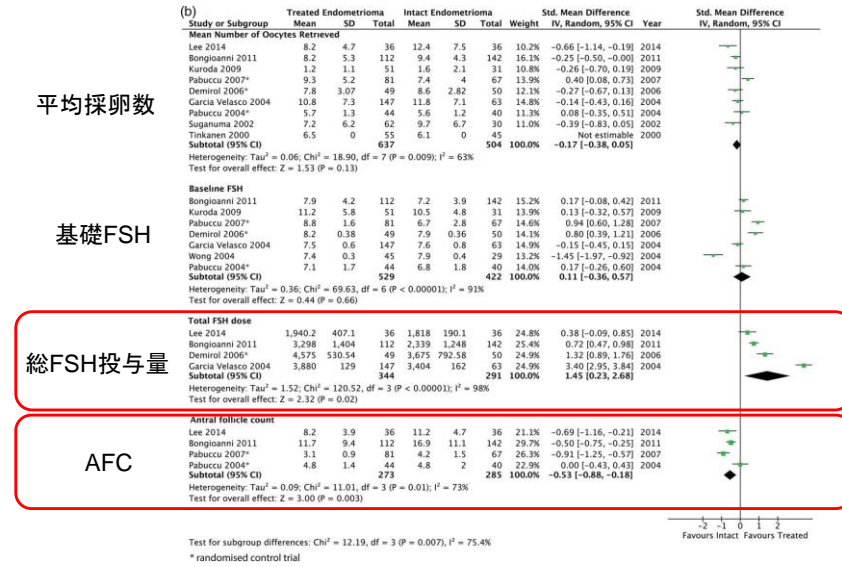 (b)
Treated Endometrioma Intact Endometrioma Std. Mean Difference Std. Mean Difference
Study or Subgroup Mean SD Total Mean SD Total Weight IV, Random, 95% CI Year IV, Random, 95% CI
平均採卵数
Mean Number of Oocytes Retrieved
Lee 2014 8.2 4.7 36 12.4 7.5 36 10.2% -0.66 [-1.14, -0.19] 2014
Bongioanni 2011 8.2 5.3 112 9.4 4.3 142 16.1% -0.25 [-0.50, -0.00] 2011
Kuroda 2009 1.2 1.1 51 1.6 2.1 31 10.6% -0.26 [-0.70, 0.19] 2009
Pabuccu 2007* 9.3 5.2 81 7.4 4 67 13.2% 0.40 [0.08, 0.73] 2007
Demirol 2006* 7.8 3.07 49 8.6 2.82 50 12.0% -0.27 [-0.67, 0.13] 2006
Garcia Velasco 2004 10.8 7.3 147 11.8 7.1 63 14.5% -0.14 [-0.43, 0.16] 2004
Pabuccu 2004* 5.7 1.3 44 5.6 1.2 40 11.0% 0.08 [-0.35, 0.51] 2004
Suganuma 2002 7.2 6.2 62 9.7 6.7 30 10.9% -0.39 [-0.83, 0.05] 2002
Tinkanen 2000 6.5 0 55 6.1 0 45 Not estimable 2000
Subtotal (95% CI) 637 504 100.0% -0.17 [-0.38, 0.05]
Heterogeneity: Tau² = 0.06; Chi² = 18.90, df = 7 (P = 0.009); I² = 63%
Test for overall effect: Z = 1.53 (P = 0.13)
基礎FSH
Baseline FSH
Bongioanni 2011 7.9 4.2 112 7.2 3.9 142 15.2% 0.17 [-0.08, 0.42] 2011
Kuroda 2009 11.2 5.8 51 10.5 4.8 31 14.1% 0.13 [-0.32, 0.57] 2009
Pabuccu 2007* 8.8 1.6 81 6.7 2.8 67 14.8% 0.94 [0.60, 1.28] 2007
Demirol 2006* 8.2 0.38 49 7.9 0.36 50 14.3% 0.80 [0.39, 1.21] 2006
Garcia Velasco 2004 7.5 0.6 147 7.6 0.8 63 14.9% -0.15 [-0.45, 0.15] 2004
Wong 2004 7.4 0.3 45 7.9 0.4 29 12.5% -1.45 [-1.97, -0.92] 2004
Pabuccu 2004* 7.1 1.7 44 6.8 1.8 40 14.2% 0.17 [-0.26, 0.60] 2004
Subtotal (95% CI) 529 422 100.0% 0.11 [-0.36, 0.57]
Heterogeneity: Tau² = 0.36; Chi² = 69.63, df = 6 (P < 0.00001); I² = 91%
Test for overall effect: Z = 0.44 (P = 0.66)
総FSH投与量
Total FSH dose
Lee 2014 1,940.2 407.1 36 1,818 190.1 36 24.8% 0.38 [-0.09, 0.85] 2014
Bongioanni 2011 3,298 1,404 112 2,339 1,248 142 25.4% 0.72 [0.47, 0.98] 2011
Demirol 2006* 4,575 530.54 49 3,675 792.58 50 24.9% 1.32 [0.89, 1.76] 2006
Garcia Velasco 2004 3,880 129 147 3,404 162 63 24.9% 3.40 [2.95, 3.84] 2004
Subtotal (95% CI) 344 291 100.0% 1.45 [0.23, 2.68]
Heterogeneity: Tau² = 1.52; Chi² = 120.52, df = 3 (P < 0.00001); I² = 98%
Test for overall effect: Z = 2.32 (P = 0.02)
AFC
Antral follicle count
Lee 2014 8.2 3.9 36 11.2 4.7 36 21.1% -0.69 [-1.16, -0.21] 2014
Bongioanni 2011 11.7 9.4 112 16.9 11.1 142 29.7% -0.50 [-0.75, -0.25] 2011
Pabucu 2007* 3.1 0.9 81 4.2 1.5 67 26.4% -0.91 [-1.25, -0.57] 2007
Pabuccu 2004* 4.8 1.4 44 4.8 2 40 22.8% 0.00 [-0.43, 0.43] 2004
Subtotal (95% CI) 273 285 100.0% -0.53 [-0.88, -0.18]
Heterogeneity: Tau² = 0.09; Chi² = 11.01, df = 3 (P = 0.01); I² = 73%
Test for overall effect: Z = 3.00 (P = 0.003)
-2 -1 0 1 2
Favours Intact Favours Treated
Test for subgroup differences: Chi² = 12.19, df = 3 (P = 0.007), I² = 75.4%
* randomised control trial